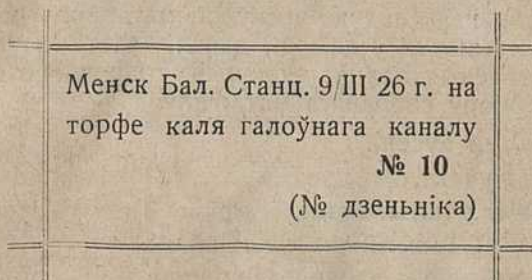 Менск Бал. Станц. 9/III 26 г. на
торфе каля галоўнага каналу
№ 10
(№ дзеньніка)